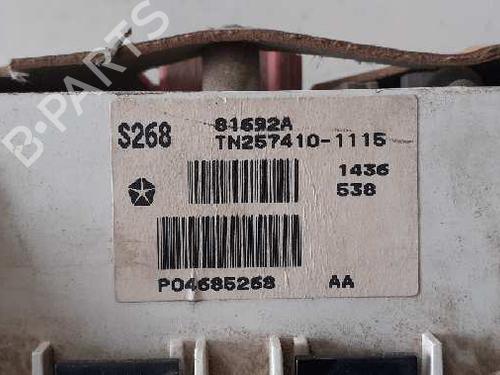 B-PARTS
S268
81692A
TN257410-1115
1436
538
P04685268 AA